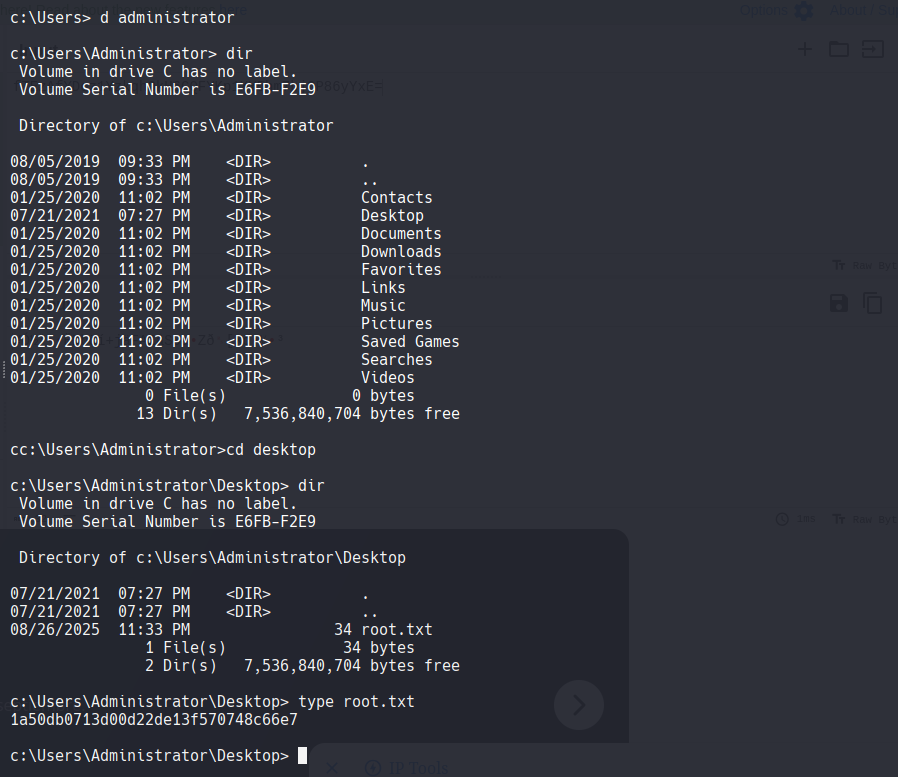 c:\Users> d administrator
Options
About / Su
c:\Users\Administrator> dir
 Volume in drive C has no label.
 Volume Serial Number is E6FB-F2E9
 Directory of c:\Users\Administrator
08/05/2019  09:33 PM    <DIR>          .
08/05/2019  09:33 PM    <DIR>          ..
01/25/2020  11:02 PM    <DIR>          Contacts
07/21/2021  07:27 PM    <DIR>          Desktop
01/25/2020  11:02 PM    <DIR>          Documents
01/25/2020  11:02 PM    <DIR>          Downloads
01/25/2020  11:02 PM    <DIR>          Favorites
01/25/2020  11:02 PM    <DIR>          Links
01/25/2020  11:02 PM    <DIR>          Music
01/25/2020  11:02 PM    <DIR>          Pictures
01/25/2020  11:02 PM    <DIR>          Saved Games
01/25/2020  11:02 PM    <DIR>          Searches
01/25/2020  11:02 PM    <DIR>          Videos
               0 File(s)              0 bytes
              13 Dir(s)   7,536,840,704 bytes free
cc:\Users\Administrator>cd desktop
c:\Users\Administrator\Desktop> dir
 Volume in drive C has no label.
 Volume Serial Number is E6FB-F2E9
 Directory of c:\Users\Administrator\Desktop
07/21/2021  07:27 PM    <DIR>          .
07/21/2021  07:27 PM    <DIR>          ..
08/26/2025  11:33 PM                34 root.txt
               1 File(s)             34 bytes
               2 Dir(s)   7,536,840,704 bytes free
c:\Users\Administrator\Desktop> type root.txt
1a50db0713d00d22de13f570748c66e7
c:\Users\Administrator\Desktop>
IP Tools